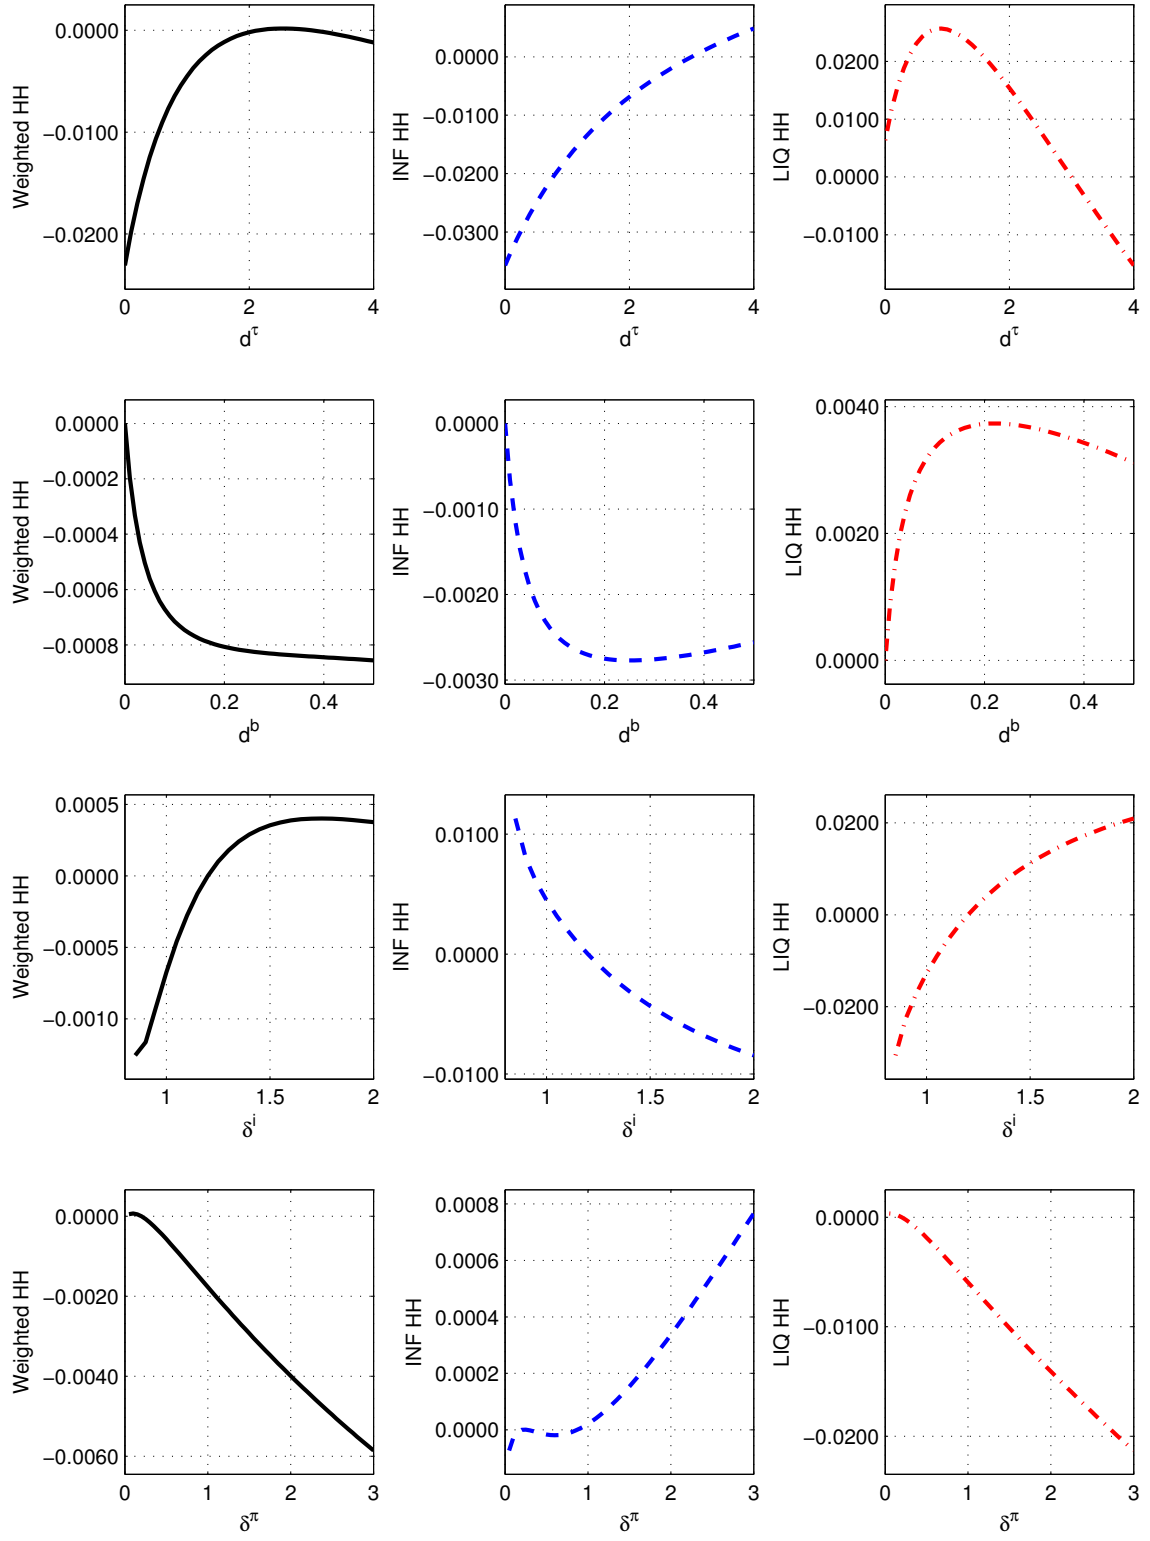 0.0000
−0.0100
−0.0200
Weighted HH
0 2 4
d^τ
0.0000
−0.0100
−0.0200
−0.0300
INF HH
0 2 4
d^τ
0.0200
0.0100
0.0000
−0.0100
LIQ HH
0 2 4
d^τ
0.0000
−0.0002
−0.0004
−0.0006
−0.0008
Weighted HH
0 0.2 0.4
d^b
0.0000
−0.0010
−0.0020
−0.0030
INF HH
0 0.2 0.4
d^b
0.0040
0.0020
0.0000
LIQ HH
0 0.2 0.4
d^b
0.0005
0.0000
−0.0005
−0.0010
Weighted HH
1 1.5 2
δ^i
0.0100
0.0000
−0.0100
INF HH
1 1.5 2
δ^i
0.0200
0.0000
−0.0200
LIQ HH
1 1.5 2
δ^i
0.0000
−0.0020
−0.0040
−0.0060
Weighted HH
0 1 2 3
δ^π
0.0008
0.0006
0.0004
0.0002
0.0000
INF HH
0 1 2 3
δ^π
0.0000
−0.0100
−0.0200
LIQ HH
0 1 2 3
δ^π